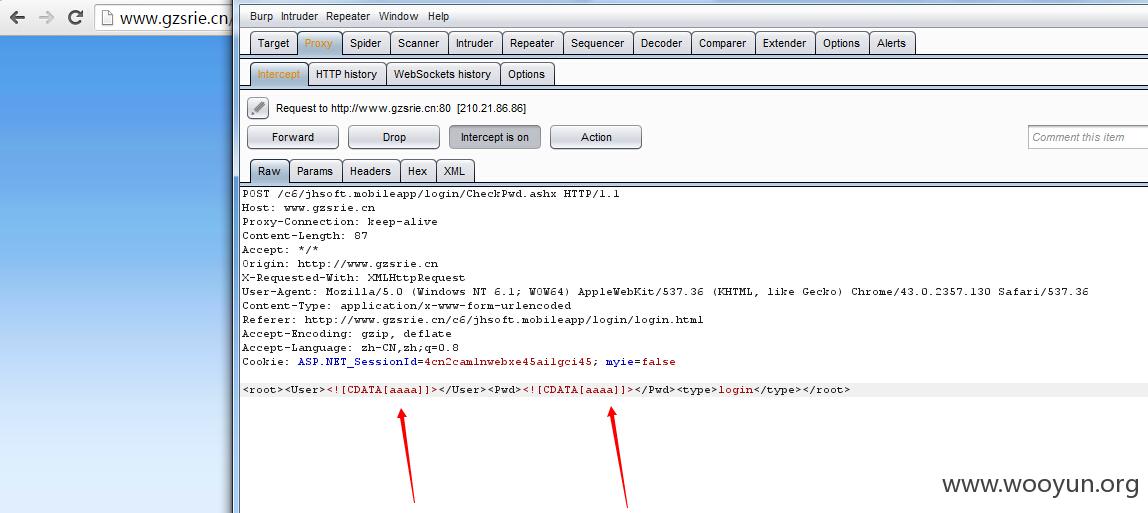 www.gzsrie.cn/
Burp Intruder Repeater Window Help
Target Proxy Spider Scanner Intruder Repeater Sequencer Decoder Comparer Extender Options Alerts
Intercept HTTP history WebSockets history Options
Request to http://www.gzsrie.cn:80 [210.21.86.86]
Forward Drop Intercept is on Action Comment this item
Raw Params Headers Hex XML
POST /c6/jhsoft.mobileapp/login/CheckPwd.ashx HTTP/1.1
Host: www.gzsrie.cn
Proxy-Connection: keep-alive
Content-Length: 87
Accept: */*
Origin: http://www.gzsrie.cn
X-Requested-With: XMLHttpRequest
User-Agent: Mozilla/5.0 (Windows NT 6.1; WOW64) AppleWebKit/537.36 (KHTML, like Gecko) Chrome/43.0.2357.130 Safari/537.36
Content-Type: application/x-www-form-urlencoded
Referer: http://www.gzsrie.cn/c6/jhsoft.mobileapp/login/login.html
Accept-Encoding: gzip, deflate
Accept-Language: zh-CN,zh;q=0.8
Cookie: ASP.NET_SessionId=4cn2camlnwebxe45ailgci45; myie=false
<root><User><![CDATA[aaaa]]></User><Pwd><![CDATA[aaaa]]></Pwd><type>login</type></root>
www.wooyun.org